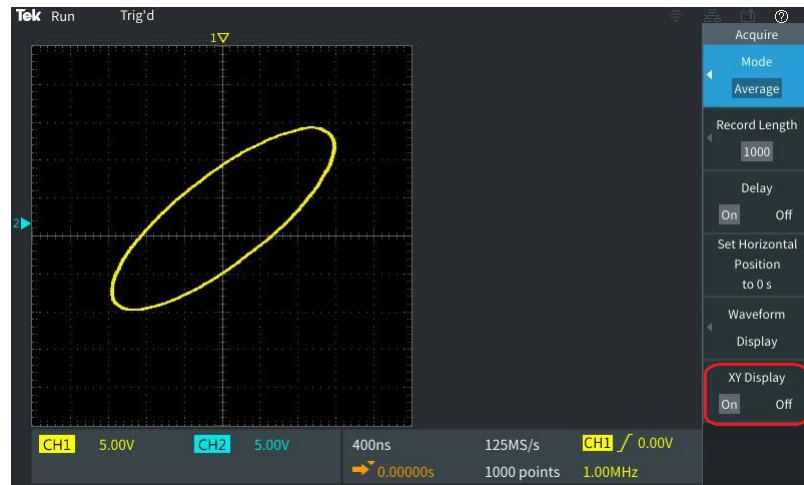 Tek Run Trig'd
Acquire
1
Mode
Average
Record Length
1000
Delay
On Off
2
Set Horizontal
Position
to 0 s
Waveform
Display
XY Display
On Off
CH1 5.00V CH2 5.00V 400ns 125MS/s CH1 0.00V
0.00000s 1000 points 1.00MHz